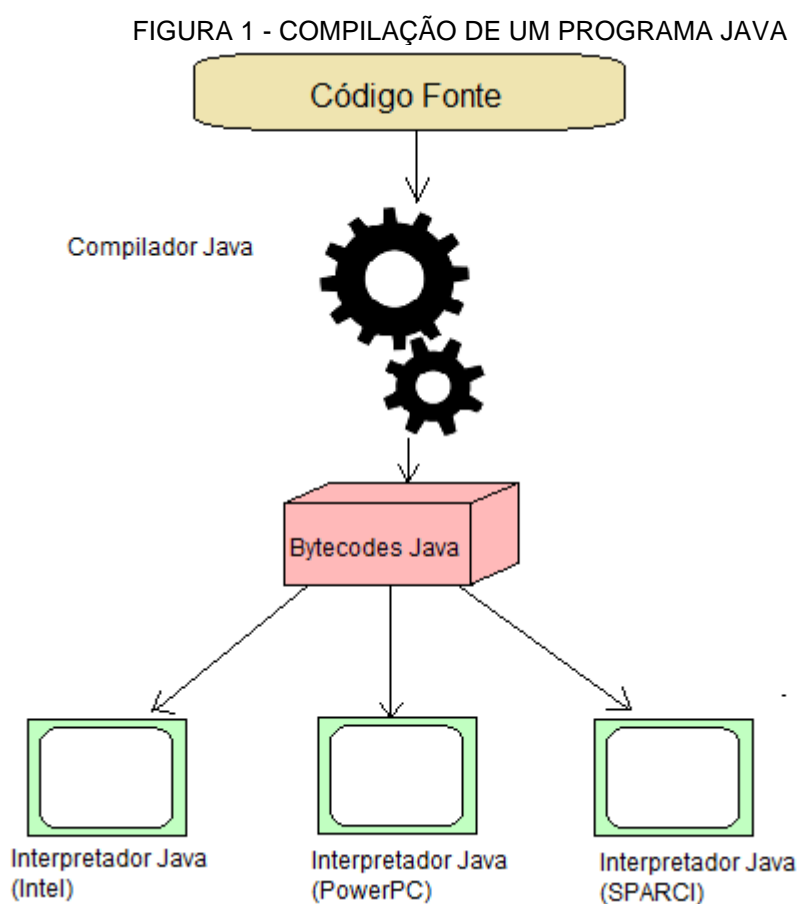 FIGURA 1 - COMPILAÇÃO DE UM PROGRAMA JAVA
Código Fonte
Compilador Java
Bytecodes Java
Interpretador Java
(Intel)
Interpretador Java
(PowerPC)
Interpretador Java
(SPARCI)